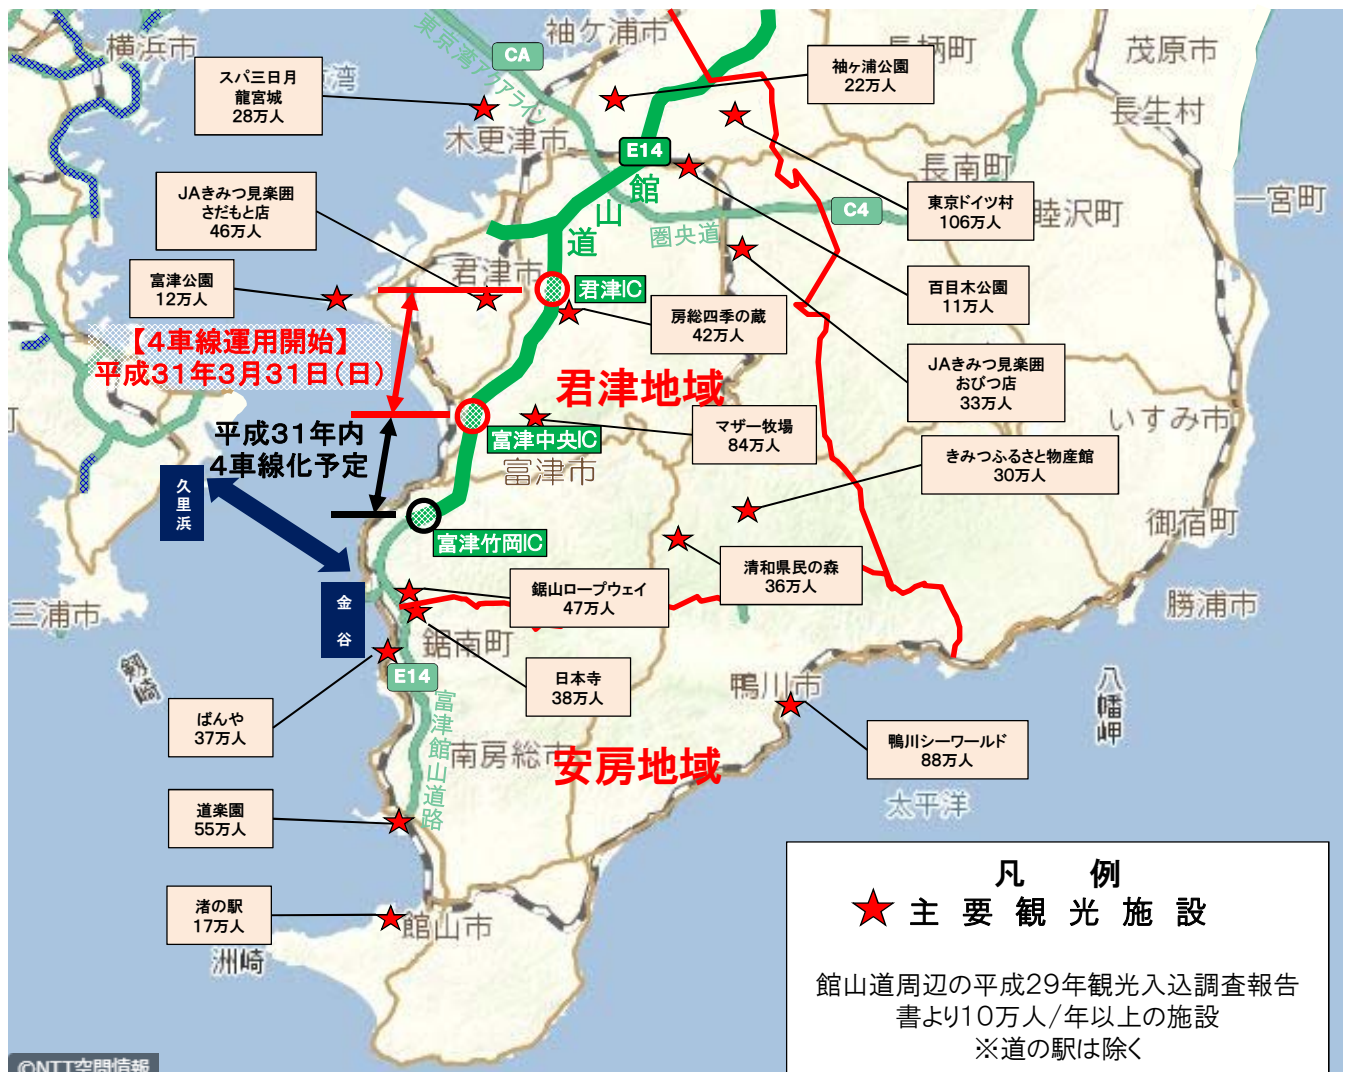 横浜市
袖ケ浦市
長柄町
茂原市
CA
東京湾アクアライン
スパ三日月
龍宮城
28万人
湾
袖ヶ浦公園
22万人
長生村
木更津市
E14
長南町
館山道
JAきみつ見楽囲
さだもと店
46万人
圏央道
C4
東京ドイツ村
106万人
睦沢町
一宮町
富津公園
12万人
君津市
君津IC
百目木公園
11万人
房総四季の蔵
42万人
【4車線運用開始】
平成31年3月31日(日)
JAきみつ見楽囲
おびつ店
33万人
君津地域
いすみ市
平成31年内
4車線化予定
富津中央IC
マザー牧場
84万人
富津市
きみつふるさと物産館
30万人
久里浜
御宿町
富津竹岡IC
清和県民の森
36万人
金谷
鋸山ロープウェイ
47万人
三浦市
勝浦市
剱崎
鋸南町
日本寺
38万人
E14
鴨川市
八幡岬
ばんや
37万人
富津館山道路
鴨川シーワールド
88万人
南房総市
安房地域
道楽園
55万人
太平洋
渚の駅
17万人
館山市
洲崎
凡 例
主要観光施設
館山道周辺の平成29年観光入込調査報告
書より10万人/年以上の施設
※道の駅は除く
©NTT空間情報